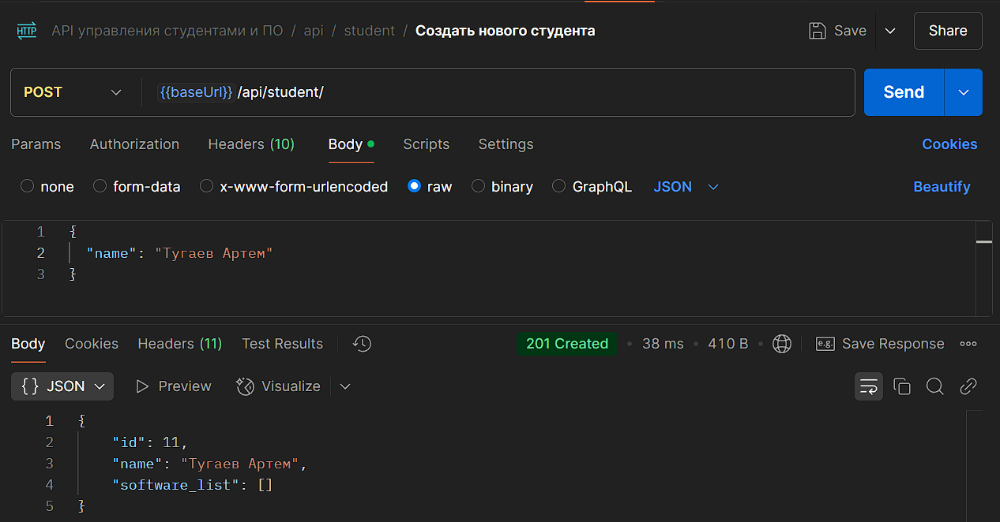 HTTP API управления студентами и ПО / api / student / Создать нового студента Save Share
POST {{baseUrl}} /api/student/ Send
Params Authorization Headers (10) Body Scripts Settings Cookies
none form-data x-www-form-urlencoded raw binary GraphQL JSON Beautify
1 {
2 "name": "Тугаев Артем"
3 }
Body Cookies Headers (11) Test Results 201 Created • 38 ms • 410 B • e.g. Save Response
{} JSON Preview Visualize
1 {
2 "id": 11,
3 "name": "Тугаев Артем",
4 "software_list": []
5 }